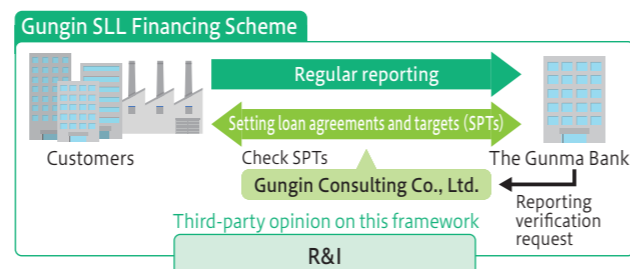 Gungin SLL Financing Scheme
Regular reporting
Setting loan agreements and targets (SPTs)
Customers
Check SPTs
The Gunma Bank
Gungin Consulting Co., Ltd.
Reporting
verification
request
Third-party opinion on this framework
R&I